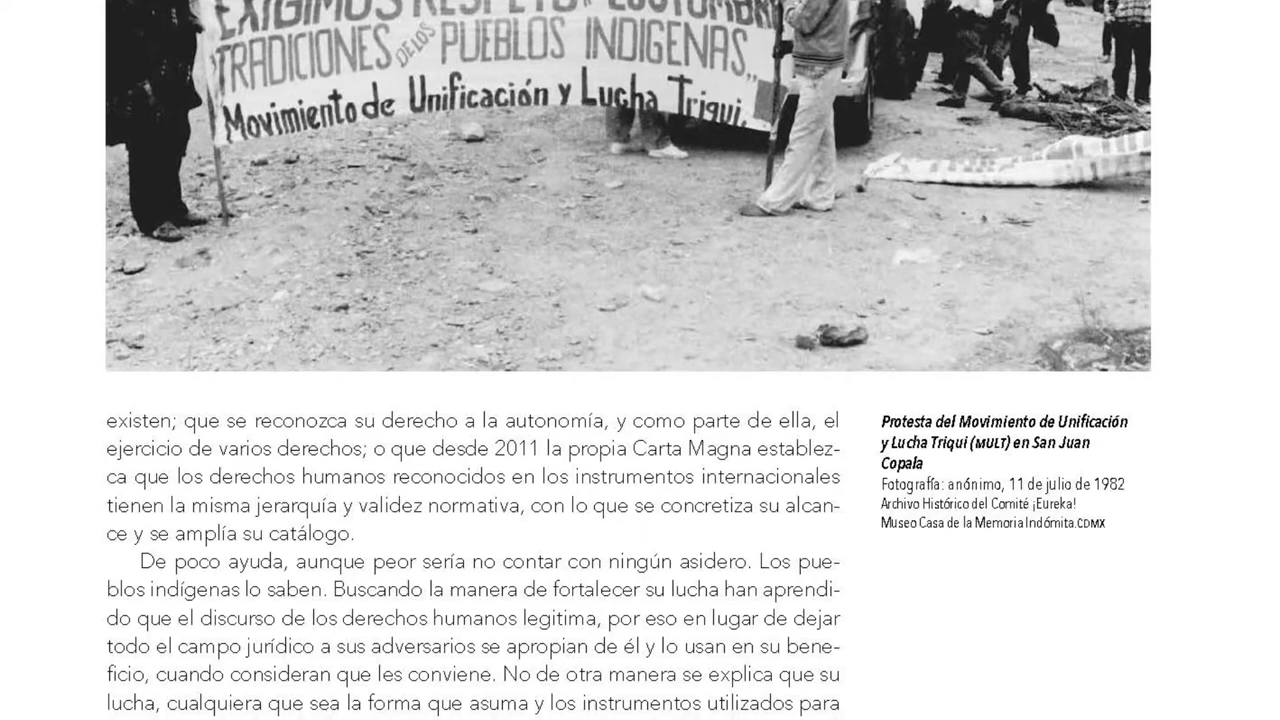 EXIGIMOS RESPETO A COSTUMBRE
TRADICIONES DE LOS PUEBLOS INDIGENAS"
Movimiento de Unificación y Lucha Triqui.
existen; que se reconozca su derecho a la autonomía, y como parte de ella, el
ejercicio de varios derechos; o que desde 2011 la propia Carta Magna establez-
ca que los derechos humanos reconocidos en los instrumentos internacionales
tienen la misma jerarquía y validez normativa, con lo que se concretiza su alcan-
ce y se amplía su catálogo.
De poco ayuda, aunque peor sería no contar con ningún asidero. Los pue-
blos indígenas lo saben. Buscando la manera de fortalecer su lucha han aprendi-
do que el discurso de los derechos humanos legitima, por eso en lugar de dejar
todo el campo jurídico a sus adversarios se apropian de él y lo usan en su bene-
ficio, cuando consideran que les conviene. No de otra manera se explica que su
lucha, cualquiera que sea la forma que asuma y los instrumentos utilizados para
Protesta del Movimiento de Unificación
y Lucha Triqui (MULT) en San Juan
Copala
Fotografía: anónimo, 11 de julio de 1982
Archivo Histórico del Comité ¡Eureka!
Museo Casa de la Memoria Indómita.CDMX